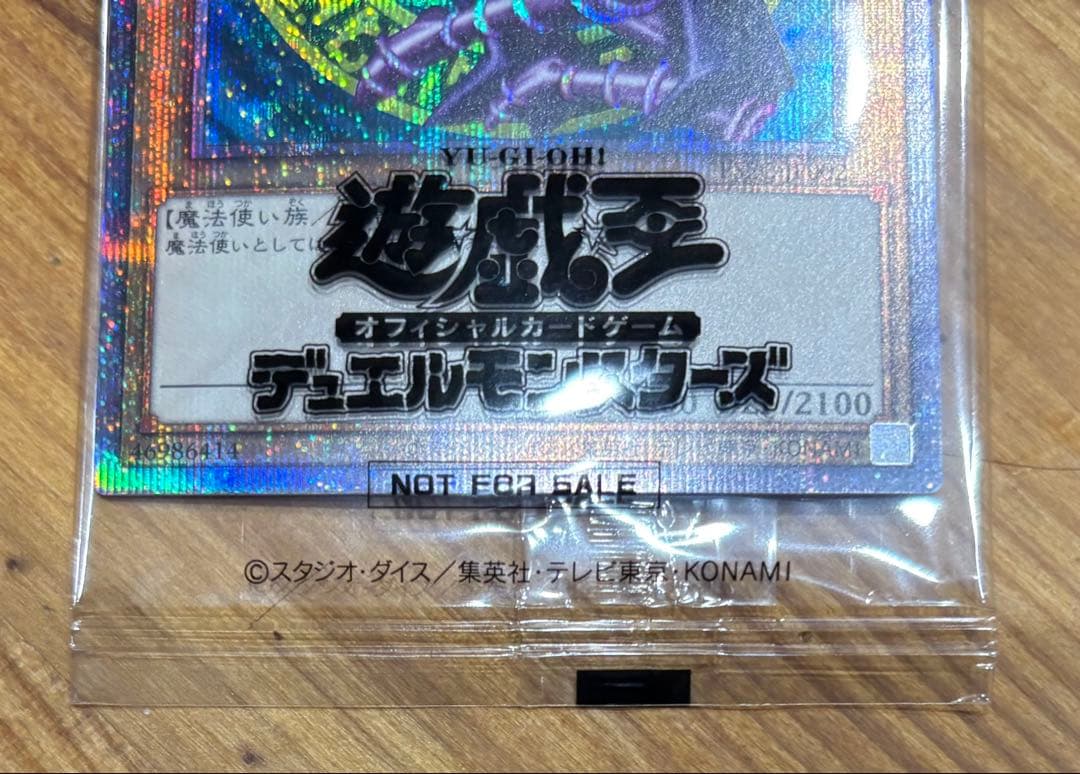 YU-GI-OH!
【魔法使い族／
魔法使いとしては
遊戯王
オフィシャルカードゲーム
デュエルモンスターズ
/2100
46986414
KONAMI
NOT FOR SALE
©スタジオ・ダイス／集英社・テレビ東京・KONAMI